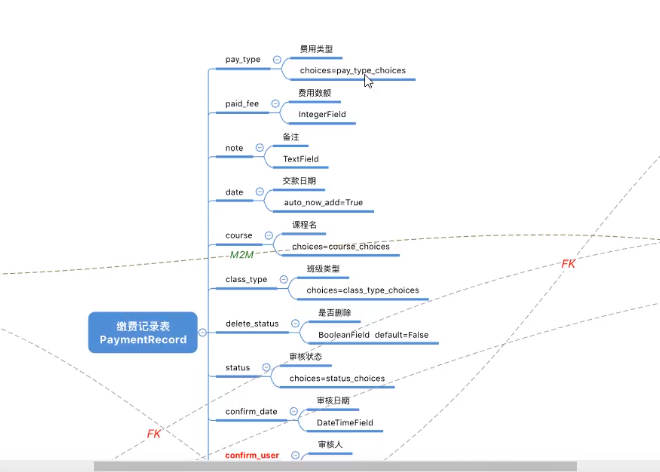 费用类型
pay_type
choices=pay_type_choices
费用数额
paid_fee
IntegerField
备注
note
TextField
交款日期
date
auto_now_add=True
课程名
course
choices=course_choices
M2M
班级类型
class_type
choices=class_type_choices
FK
是否删除
delete_status
BooleanField default=False
缴费记录表
PaymentRecord
审核状态
status
choices=status_choices
审核日期
confirm_date
DateTimeField
FK
审核人
confirm_user